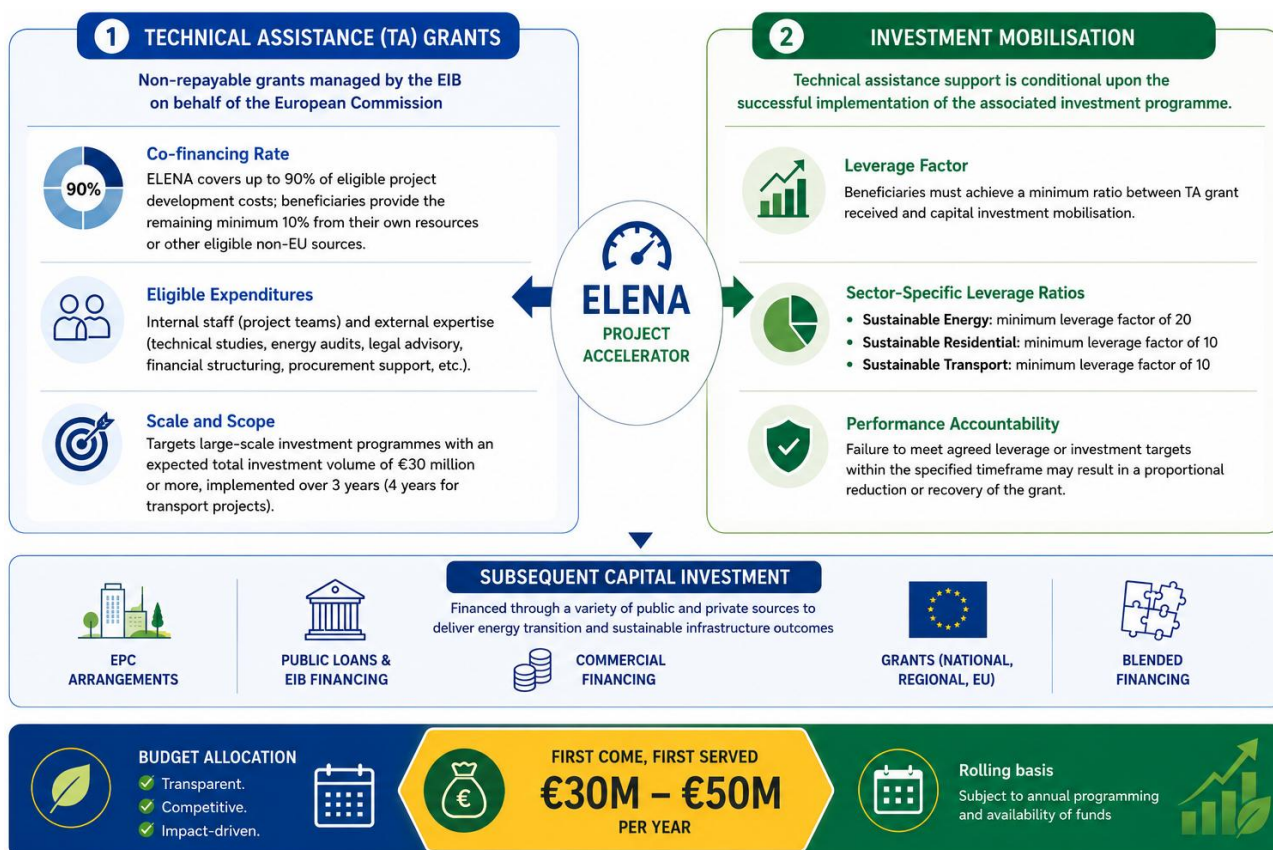 1 TECHNICAL ASSISTANCE (TA) GRANTS
Non-repayable grants managed by the EIB
on behalf of the European Commission
90%
Co-financing Rate
ELENA covers up to 90% of eligible project
development costs; beneficiaries provide the
remaining minimum 10% from their own resources
or other eligible non-EU sources.
Eligible Expenditures
Internal staff (project teams) and external expertise
(technical studies, energy audits, legal advisory,
financial structuring, procurement support, etc.).
Scale and Scope
Targets large-scale investment programmes with an
expected total investment volume of €30 million
or more, implemented over 3 years (4 years for
transport projects).
ELENA
PROJECT
ACCELERATOR
2 INVESTMENT MOBILISATION
Technical assistance support is conditional upon the
successful implementation of the associated investment programme.
Leverage Factor
Beneficiaries must achieve a minimum ratio between TA grant
received and capital investment mobilisation.
Sector-Specific Leverage Ratios
• Sustainable Energy: minimum leverage factor of 20
• Sustainable Residential: minimum leverage factor of 10
• Sustainable Transport: minimum leverage factor of 10
Performance Accountability
Failure to meet agreed leverage or investment targets
within the specified timeframe may result in a proportional
reduction or recovery of the grant.
SUBSEQUENT CAPITAL INVESTMENT
Financed through a variety of public and private sources to
deliver energy transition and sustainable infrastructure outcomes
EPC
ARRANGEMENTS
PUBLIC LOANS &
EIB FINANCING
COMMERCIAL
FINANCING
GRANTS (NATIONAL,
REGIONAL, EU)
BLENDED
FINANCING
BUDGET ALLOCATION
Transparent.
Competitive.
Impact-driven.
€
FIRST COME, FIRST SERVED
€30M – €50M
PER YEAR
Rolling basis
Subject to annual programming
and availability of funds